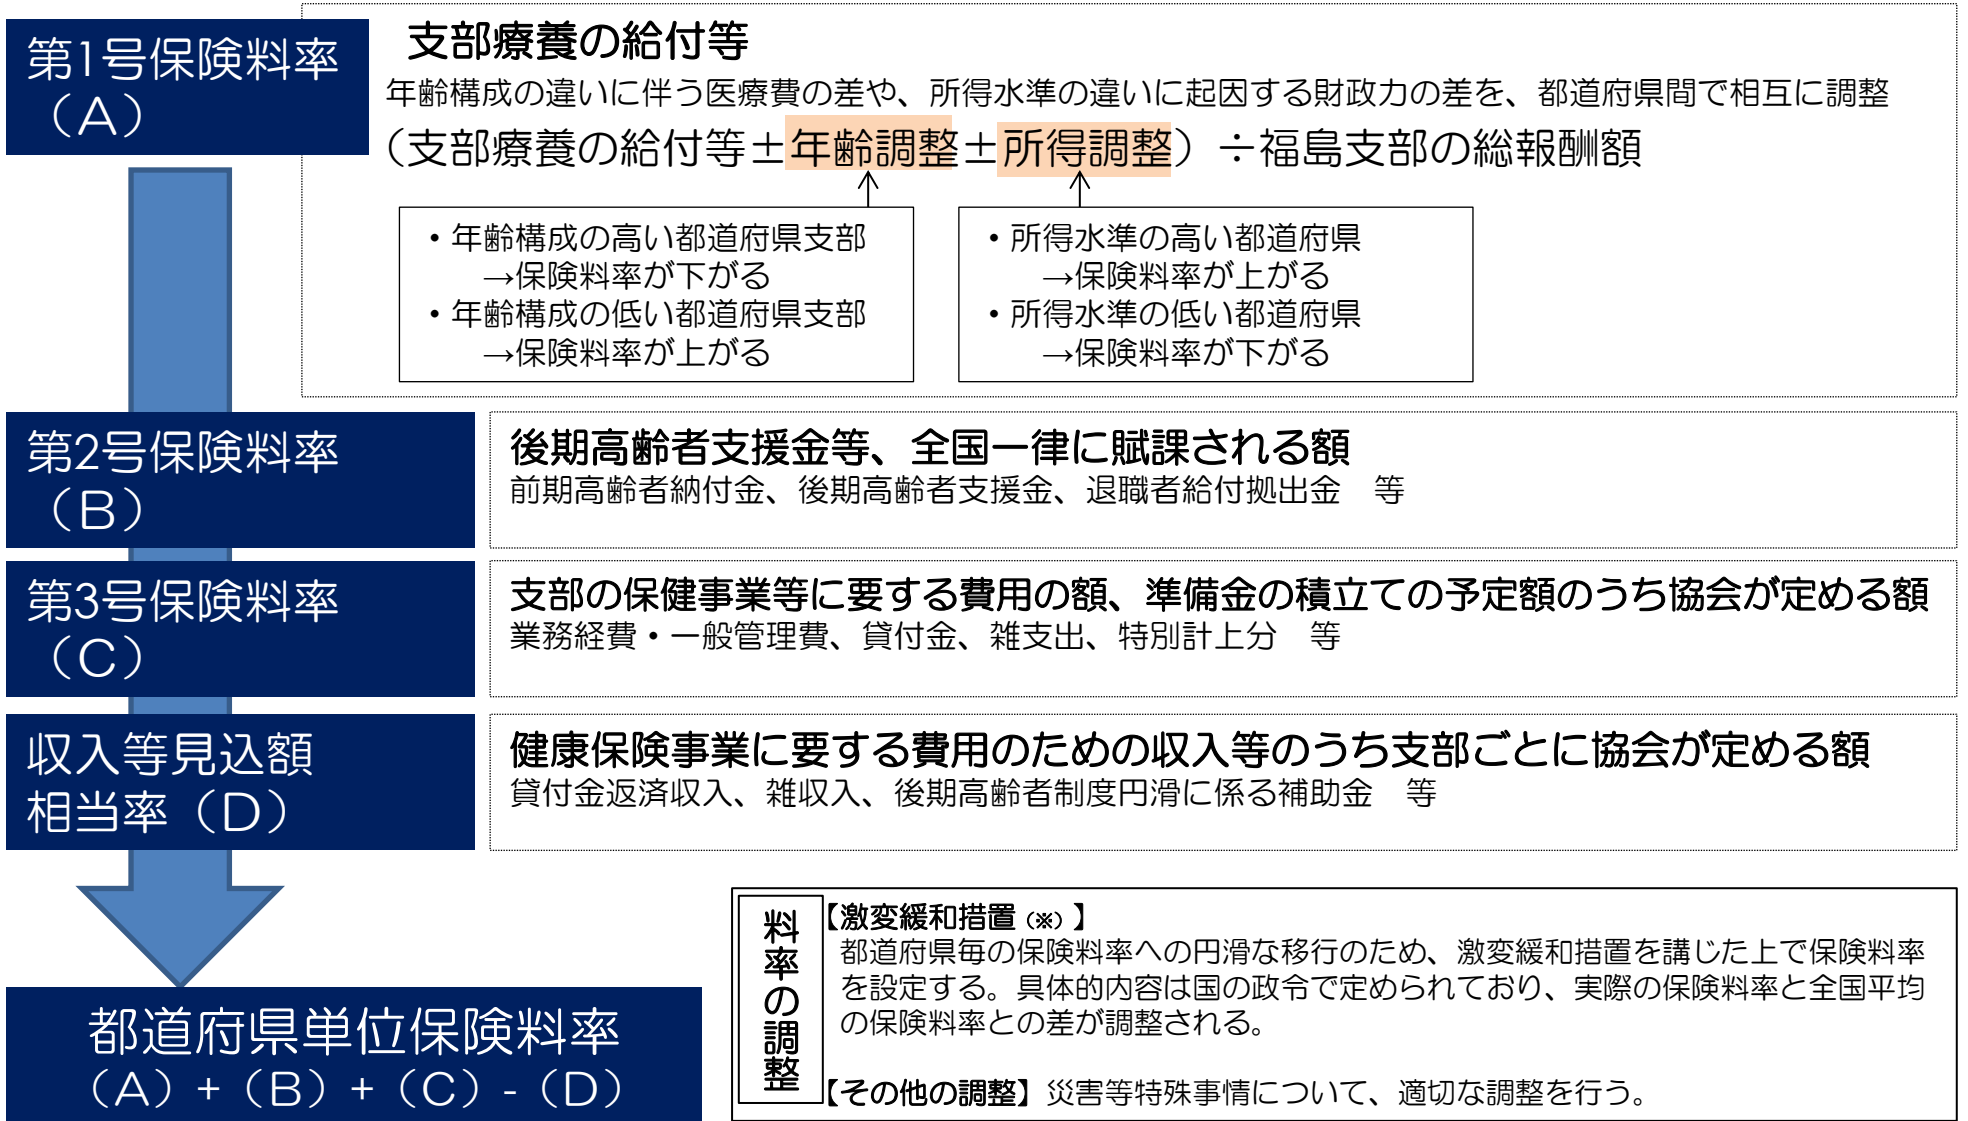 第1号保険料率
（A）
支部療養の給付等
年齢構成の違いに伴う医療費の差や、所得水準の違いに起因する財政力の差を、都道府県間で相互に調整
（支部療養の給付等±年齢調整±所得調整）÷福島支部の総報酬額
・年齢構成の高い都道府県支部
→保険料率が下がる
・年齢構成の低い都道府県支部
→保険料率が上がる
・所得水準の高い都道府県
→保険料率が上がる
・所得水準の低い都道府県
→保険料率が下がる
第2号保険料率
（B）
後期高齢者支援金等、全国一律に賦課される額
前期高齢者納付金、後期高齢者支援金、退職者給付拠出金　等
第3号保険料率
（C）
支部の保健事業等に要する費用の額、準備金の積立ての予定額のうち協会が定める額
業務経費・一般管理費、貸付金、雑支出、特別計上分　等
収入等見込額
相当率（D）
健康保険事業に要する費用のための収入等のうち支部ごとに協会が定める額
貸付金返済収入、雑収入、後期高齢者制度円滑に係る補助金　等
都道府県単位保険料率
（A）+（B）+（C）-（D）
料率の調整
【激変緩和措置（※）】
都道府県毎の保険料率への円滑な移行のため、激変緩和措置を講じた上で保険料率
を設定する。具体的内容は国の政令で定められており、実際の保険料率と全国平均
の保険料率との差が調整される。
【その他の調整】災害等特殊事情について、適切な調整を行う。